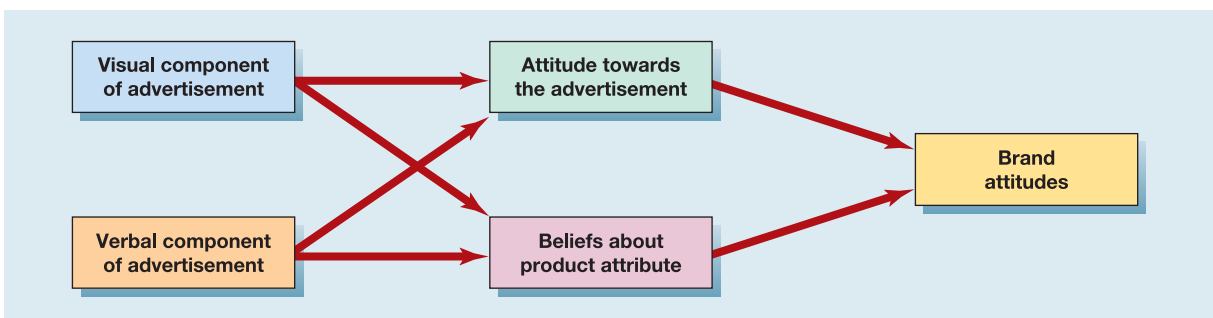 Visual component
of advertisement
Attitude towards
the advertisement
Brand
attitudes
Verbal component
of advertisement
Beliefs about
product attribute